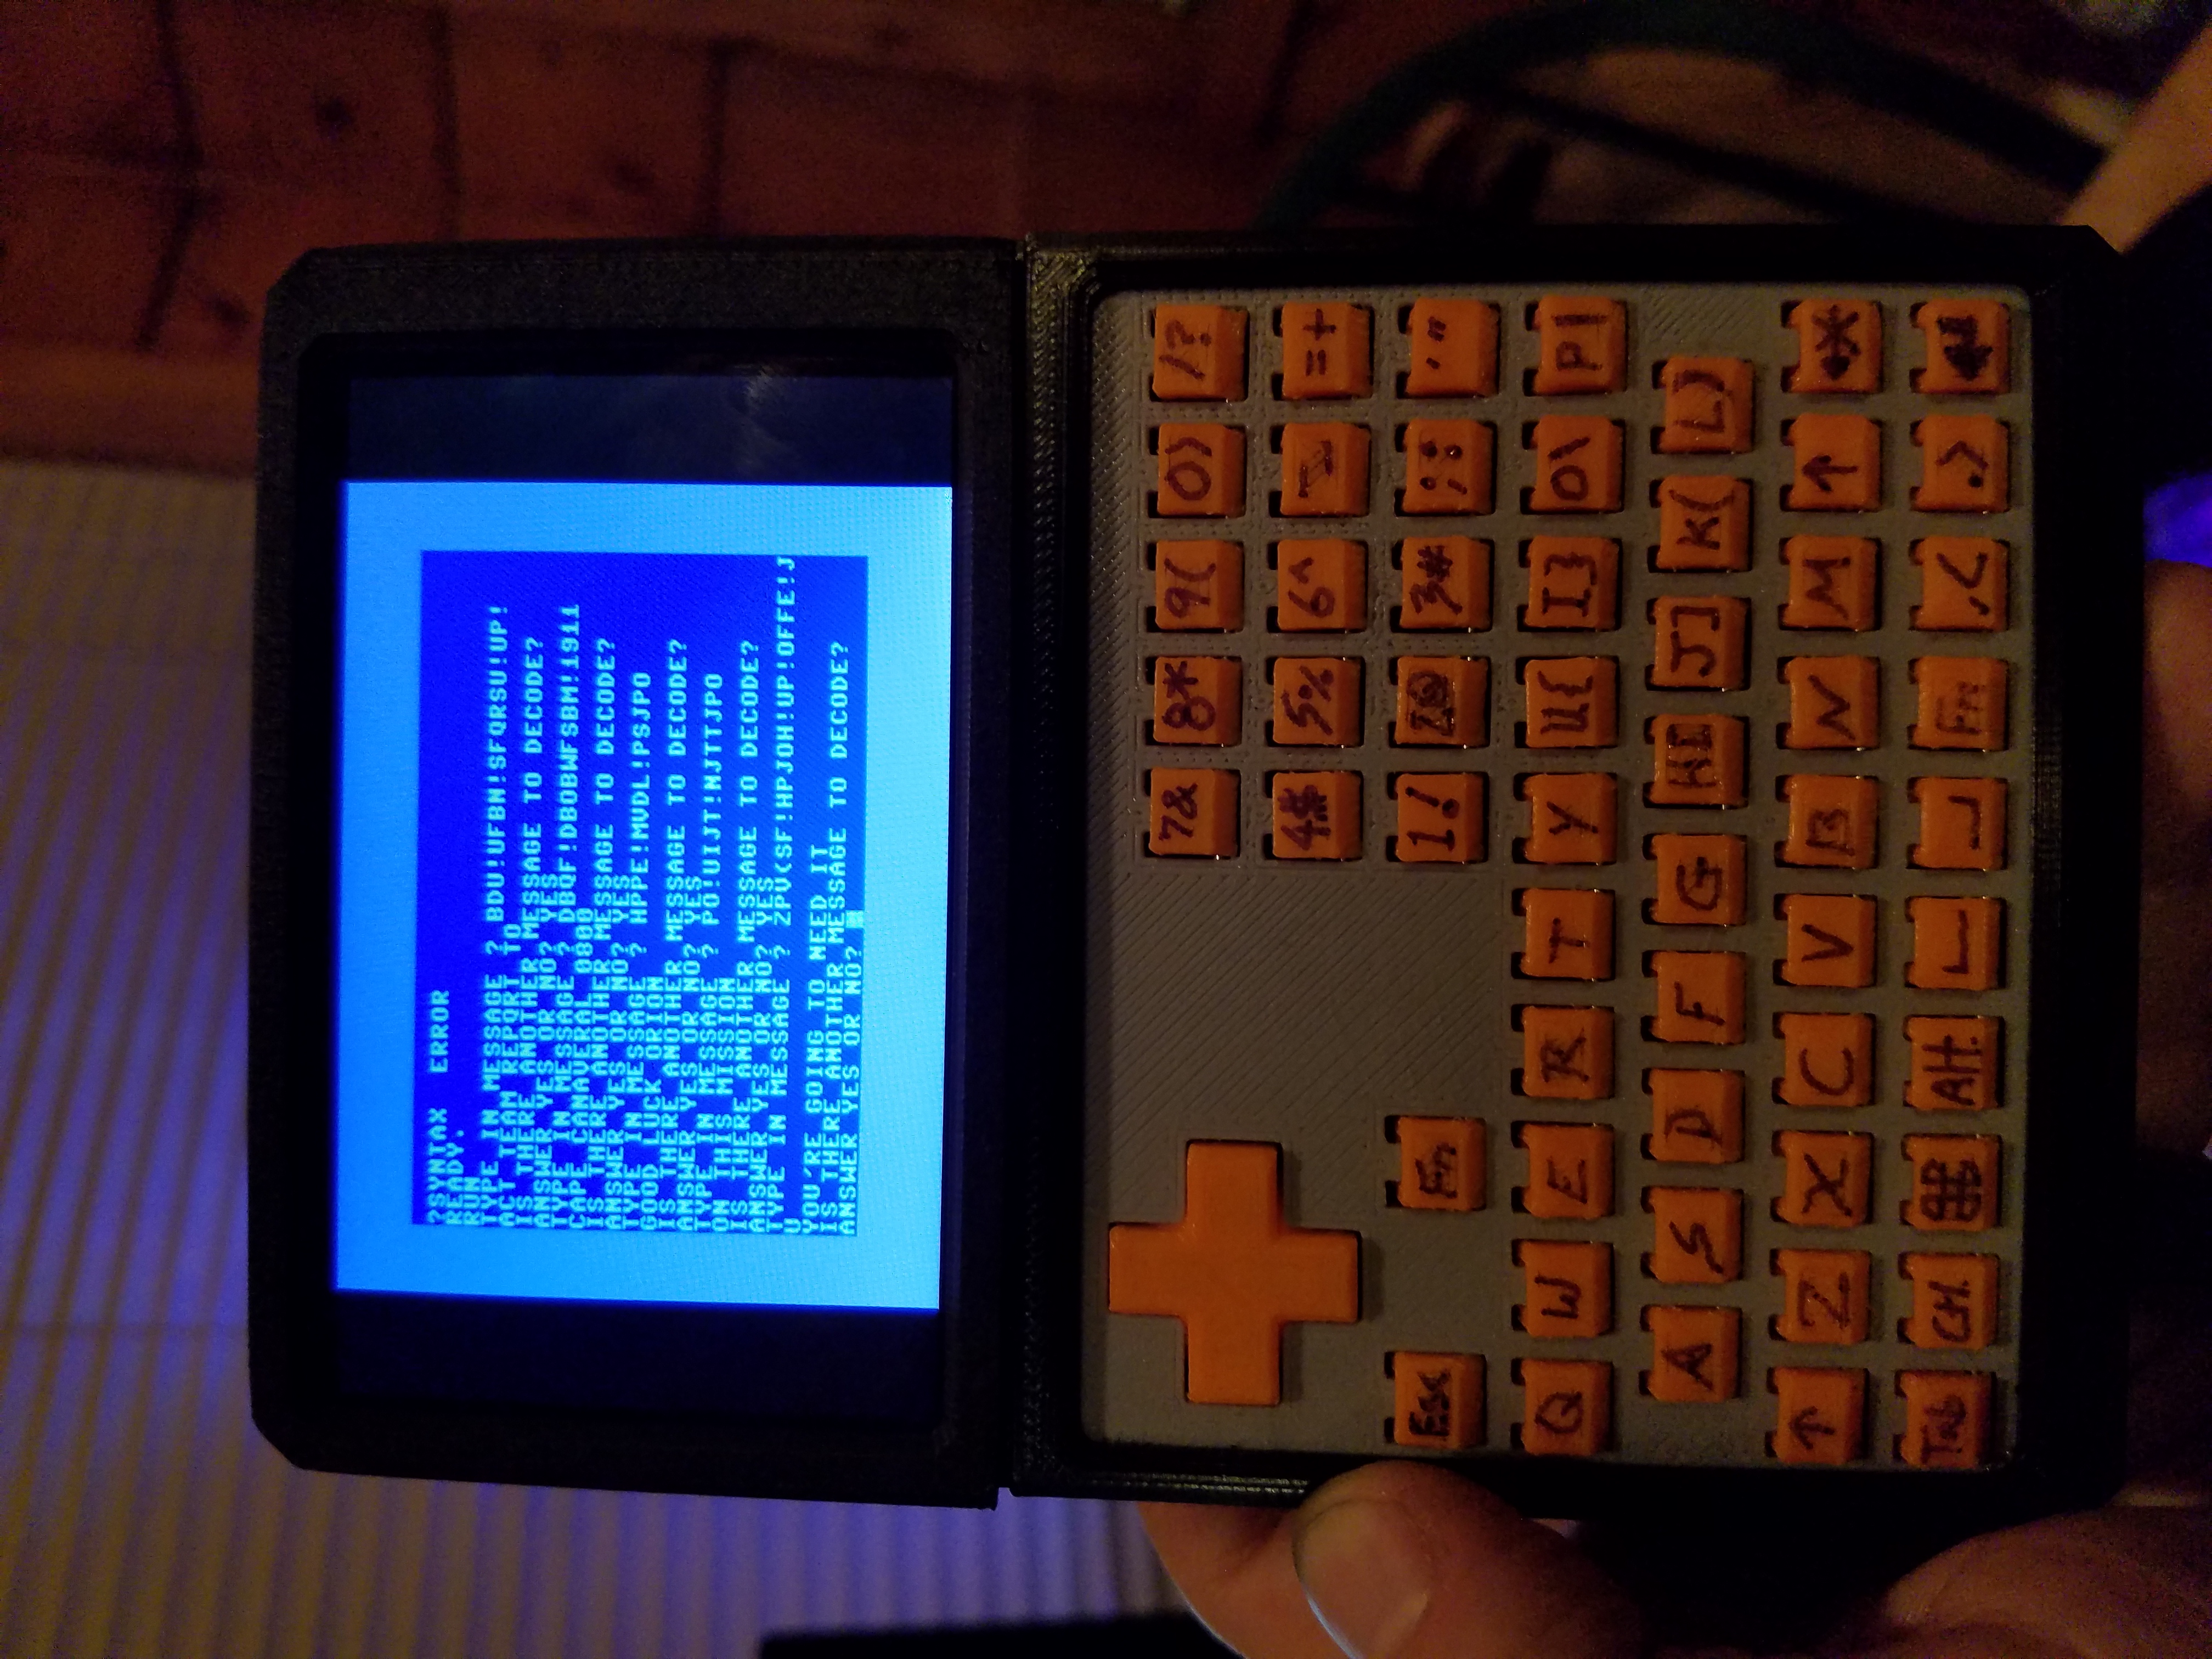 ?SYNTAX  ERROR
READY.
RUN
TYPE IN MESSAGE ? BDU!UFBN!SFQRSU!UP!
ACT TEAM REPQRT TO
IS THERE ANOTHER MESSAGE TO DECODE?
ANSWER YES OR NO? YES
TYPE IN MESSAGE ? DBQF!DBOBWFSBM!1911
CAPE CANAVERAL 0800
IS THERE ANOTHER MESSAGE TO DECODE?
ANSWER YES OR NO? YES
TYPE IN MESSAGE ? HPPE!MVDL!PSJPO
GOOD LUCK ORION
IS THERE ANOTHER MESSAGE TO DECODE?
ANSWER YES OR NO? YES
TYPE IN MESSAGE ? PO!UIJT!NJTTJPO
ON THIS MISSION
IS THERE ANOTHER MESSAGE TO DECODE?
ANSWER YES OR NO? YES
TYPE IN MESSAGE ? ZPV(SF!HPJOH!UP!OFFE!J
U
YOU'RE GOING TO NEED IT
IS THERE ANOTHER MESSAGE TO DECODE?
ANSWER YES OR NO?
7& 8* 9( 0) /?
4$ 5% 6^ =+
Esc Fn 1! 2@ 3# ;: '"
Q W E R T Y U{ I} O\ P|
A S D F G H[ J] K( L)
↑ Z X C V B N M ↑
Tab Ctrl. ⌘ Alt. Fn ,< .> ↵